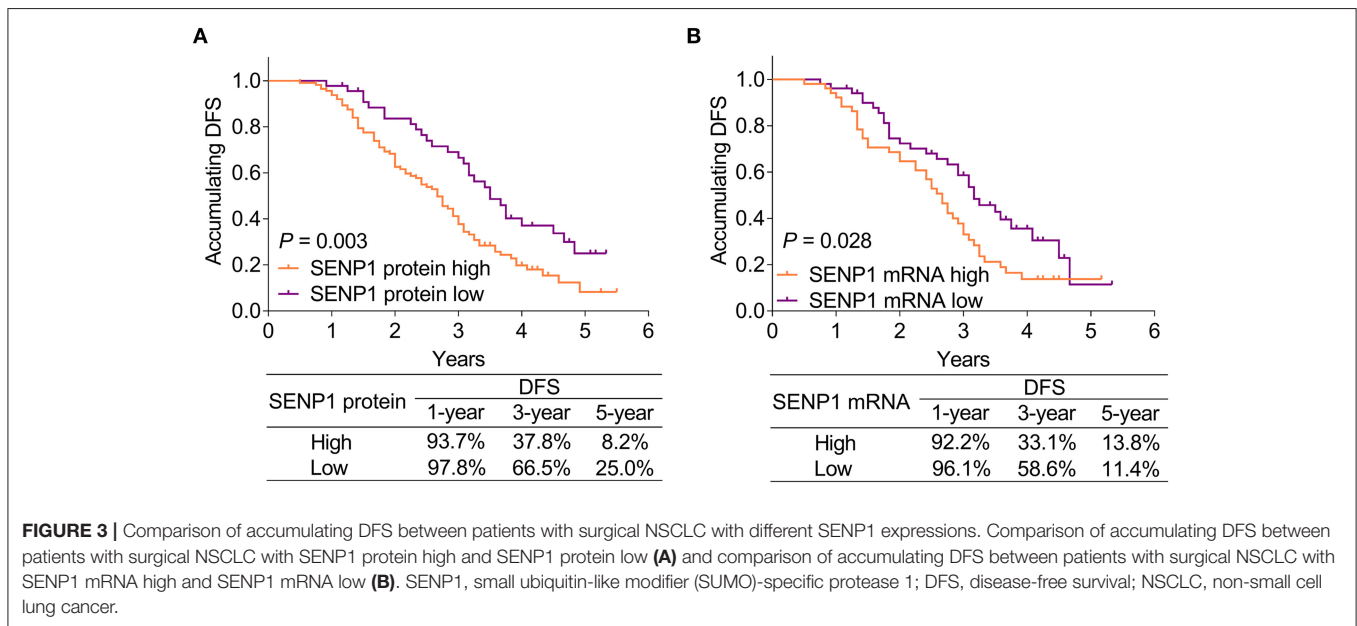 A
1.0
0.8
0.6
0.4
0.2
0.0
Accumulating DFS
P = 0.003
SENP1 protein high
SENP1 protein low
0 1 2 3 4 5 6
Years
SENP1 protein DFS
1-year 3-year 5-year
High 93.7% 37.8% 8.2%
Low 97.8% 66.5% 25.0%
B
1.0
0.8
0.6
0.4
0.2
0.0
Accumulating DFS
P = 0.028
SENP1 mRNA high
SENP1 mRNA low
0 1 2 3 4 5 6
Years
SENP1 mRNA DFS
1-year 3-year 5-year
High 92.2% 33.1% 13.8%
Low 96.1% 58.6% 11.4%
FIGURE 3 | Comparison of accumulating DFS between patients with surgical NSCLC with different SENP1 expressions. Comparison of accumulating DFS between
patients with surgical NSCLC with SENP1 protein high and SENP1 protein low (A) and comparison of accumulating DFS between patients with surgical NSCLC with
SENP1 mRNA high and SENP1 mRNA low (B). SENP1, small ubiquitin-like modifier (SUMO)-specific protease 1; DFS, disease-free survival; NSCLC, non-small cell
lung cancer.